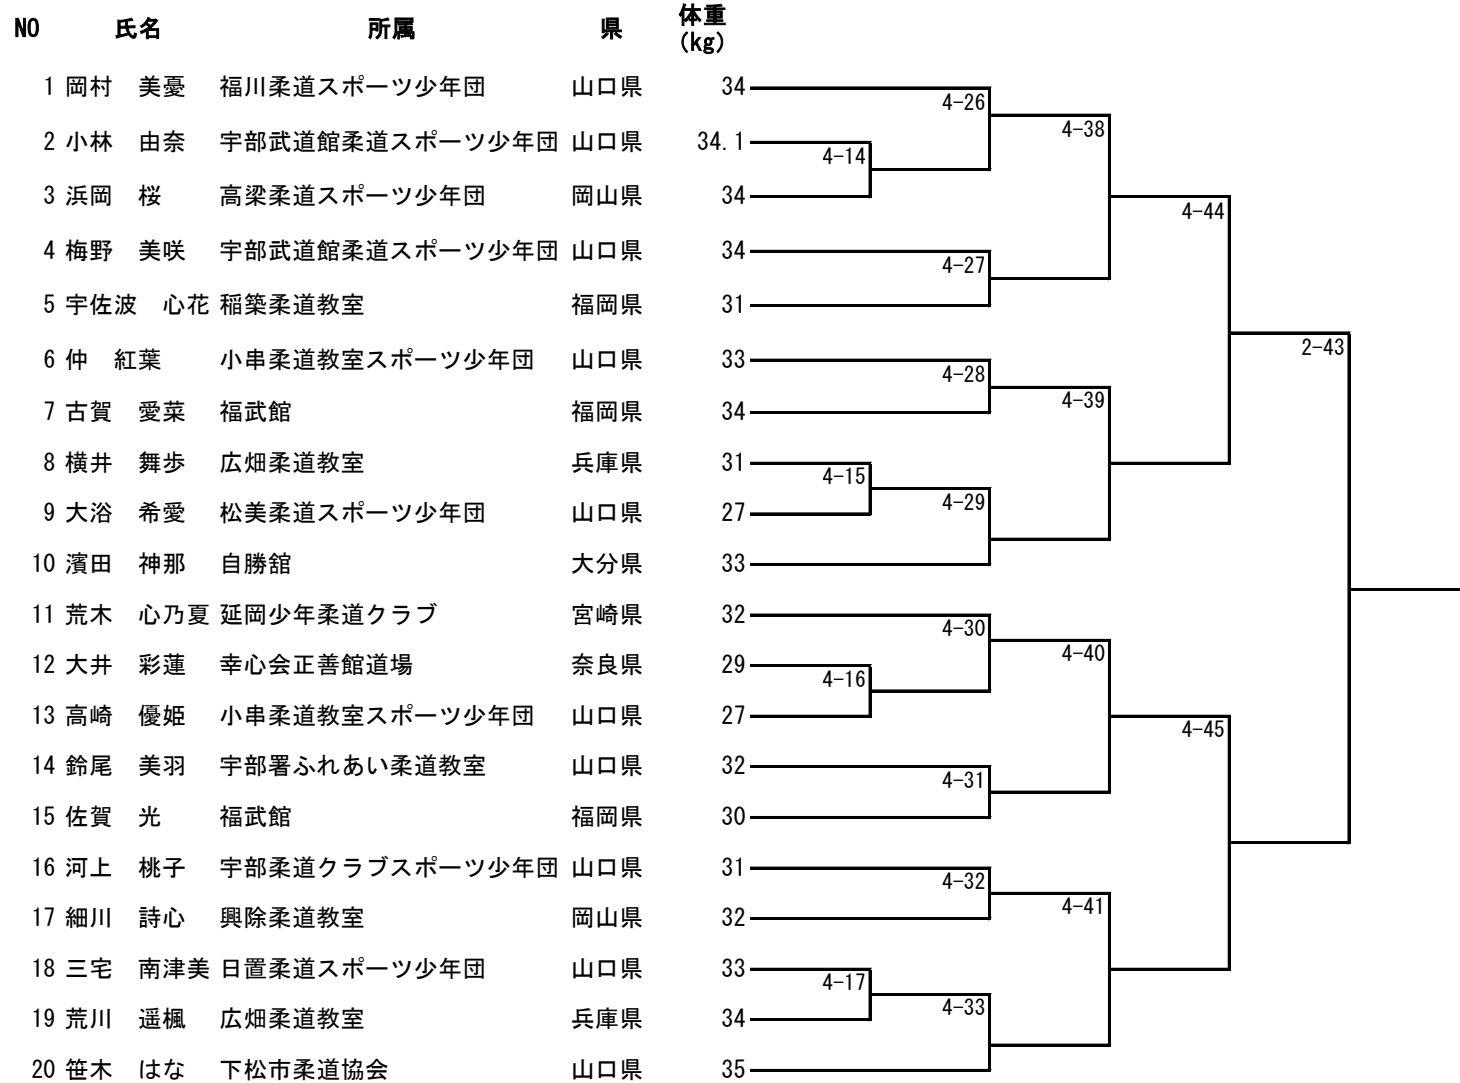 NO 氏名 所属 県 体重(kg)
1 岡村 美憂 福川柔道スポーツ少年団 山口県 34
4-26
4-38
2 小林 由奈 宇部武道館柔道スポーツ少年団 山口県 34.1
4-14
3 浜岡 桜 高梁柔道スポーツ少年団 岡山県 34
4-44
4 梅野 美咲 宇部武道館柔道スポーツ少年団 山口県 34
4-27
5 宇佐波 心花 稲築柔道教室 福岡県 31
2-43
6 仲 紅葉 小串柔道教室スポーツ少年団 山口県 33
4-28
4-39
7 古賀 愛菜 福武館 福岡県 34
8 横井 舞歩 広畑柔道教室 兵庫県 31
4-15
4-29
9 大浴 希愛 松美柔道スポーツ少年団 山口県 27
10 濱田 神那 自勝舘 大分県 33
11 荒木 心乃夏 延岡少年柔道クラブ 宮崎県 32
4-30
4-40
12 大井 彩蓮 幸心会正善館道場 奈良県 29
4-16
13 高崎 優姫 小串柔道教室スポーツ少年団 山口県 27
4-45
14 鈴尾 美羽 宇部署ふれあい柔道教室 山口県 32
4-31
15 佐賀 光 福武館 福岡県 30
16 河上 桃子 宇部柔道クラブスポーツ少年団 山口県 31
4-32
4-41
17 細川 詩心 興除柔道教室 岡山県 32
18 三宅 南津美 日置柔道スポーツ少年団 山口県 33
4-17
4-33
19 荒川 遥楓 広畑柔道教室 兵庫県 34
20 笹木 はな 下松市柔道協会 山口県 35